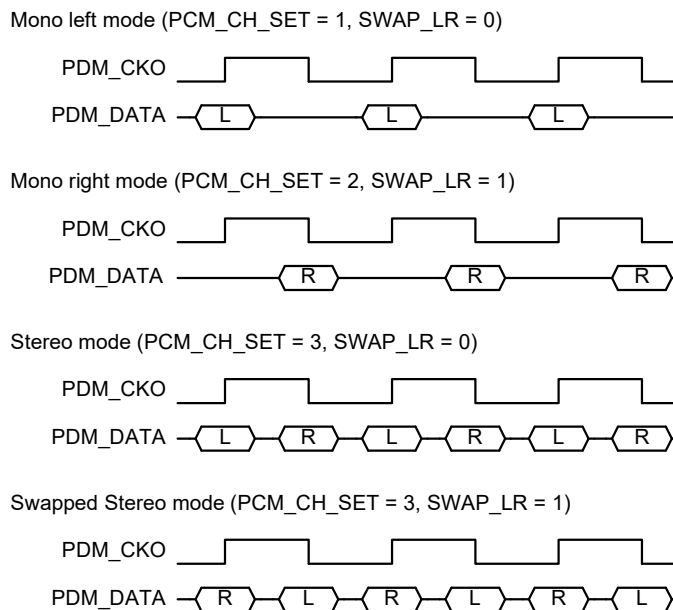 Mono left mode (PCM_CH_SET = 1, SWAP_LR = 0)
PDM_CKO
PDM_DATA L L L
Mono right mode (PCM_CH_SET = 2, SWAP_LR = 1)
PDM_CKO
PDM_DATA R R R
Stereo mode (PCM_CH_SET = 3, SWAP_LR = 0)
PDM_CKO
PDM_DATA L R L R L R
Swapped Stereo mode (PCM_CH_SET = 3, SWAP_LR = 1)
PDM_CKO
PDM_DATA R L R L R L